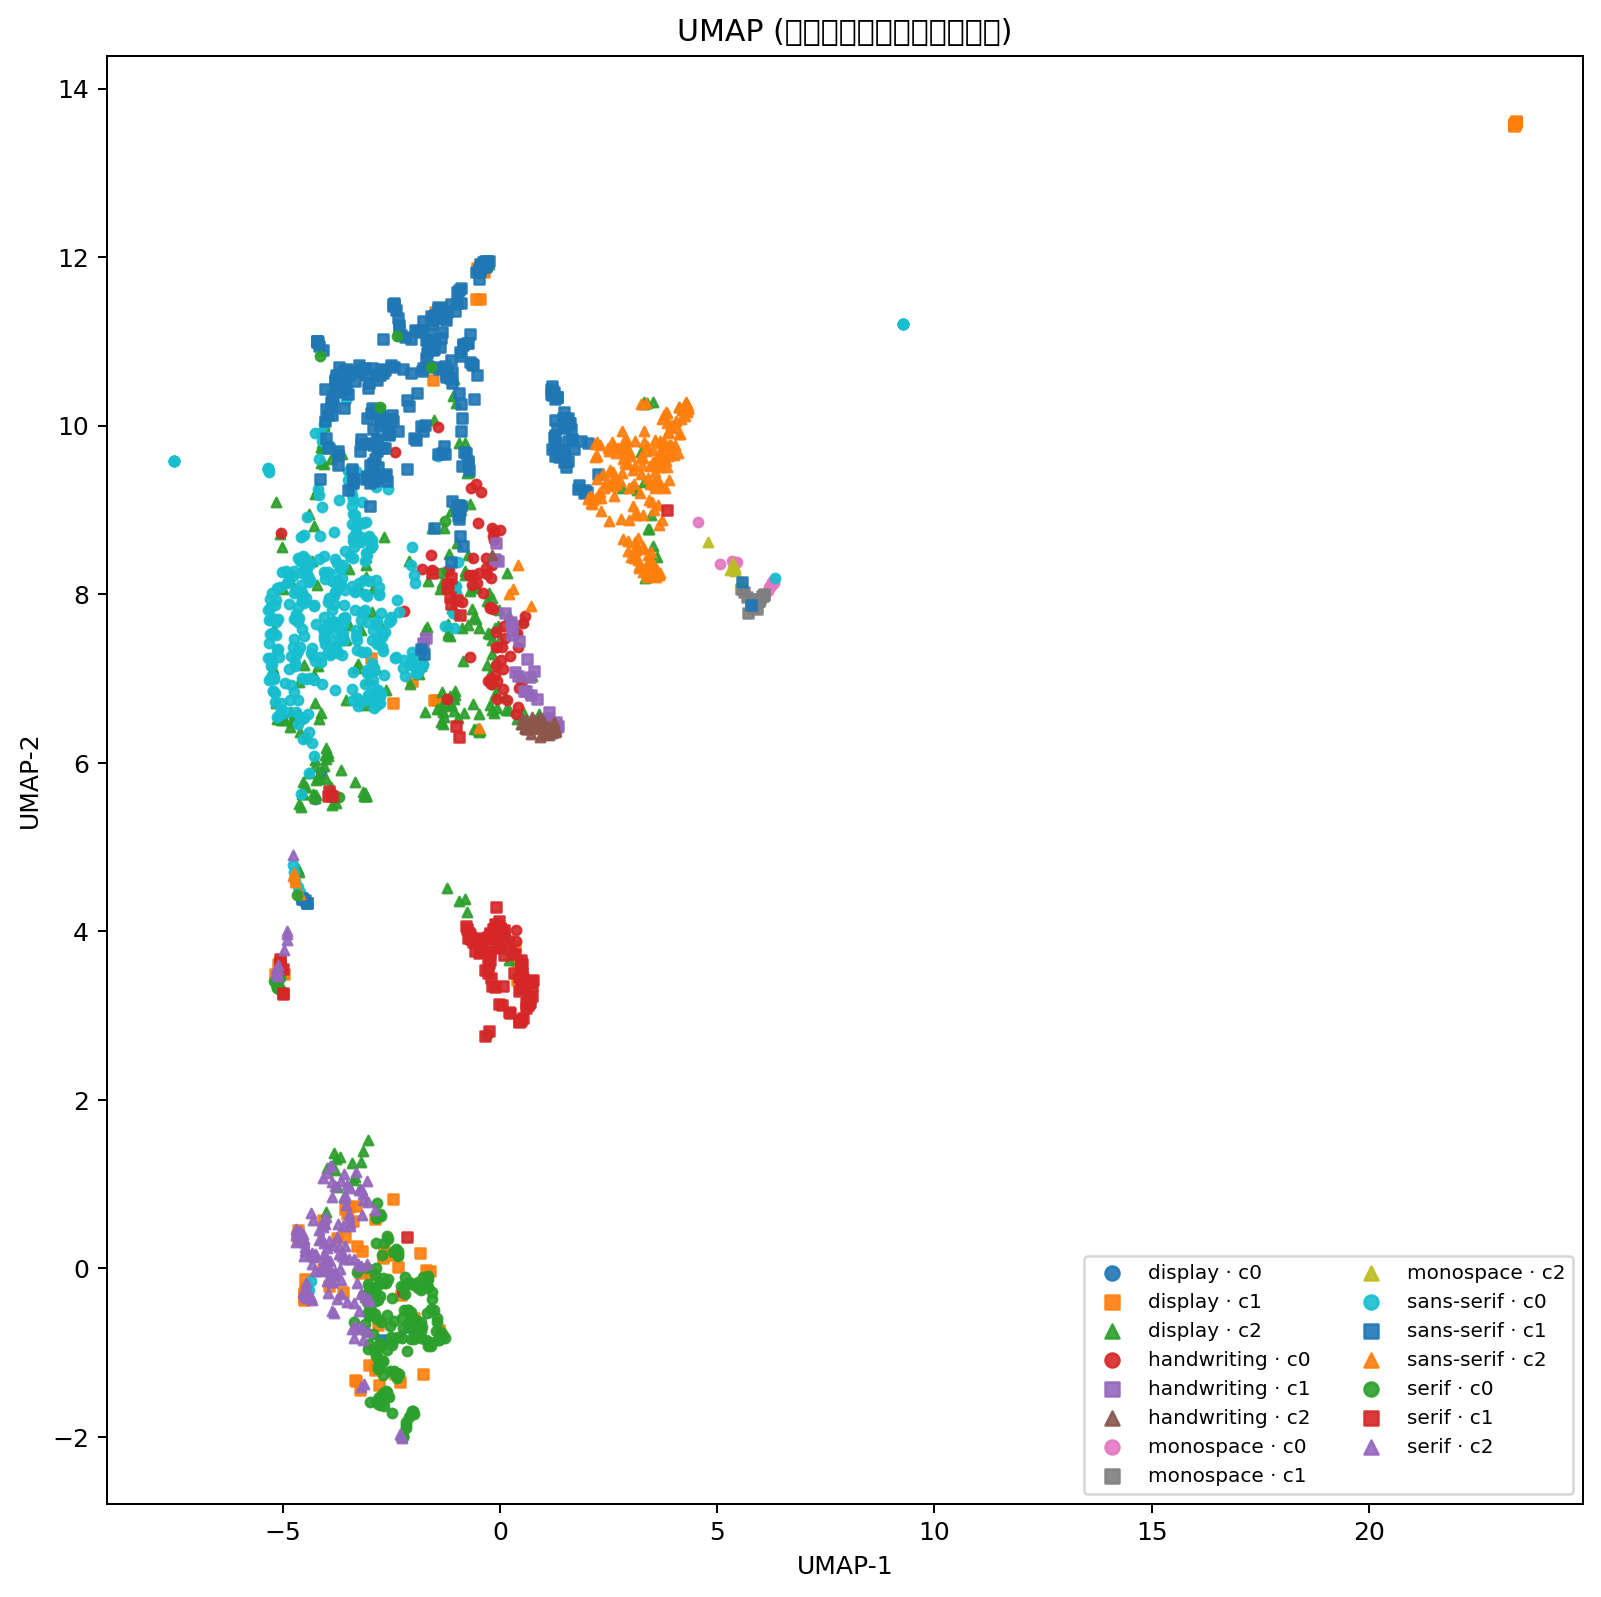 UMAP ()
14
12
10
8
6
4
2
0
−2
UMAP-2
−5
0
5
10
15
20
UMAP-1
display · c0
display · c1
display · c2
handwriting · c0
handwriting · c1
handwriting · c2
monospace · c0
monospace · c1
monospace · c2
sans-serif · c0
sans-serif · c1
sans-serif · c2
serif · c0
serif · c1
serif · c2